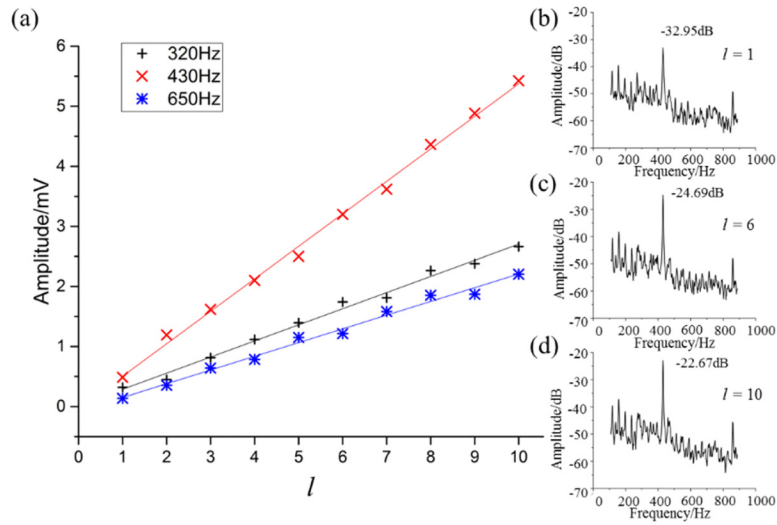 (a)
320Hz
430Hz
650Hz
Amplitude/mV
6
5
4
3
2
1
0
0 1 2 3 4 5 6 7 8 9 10
l
(b)
-32.95dB
l = 1
Amplitude/dB
-20
-30
-40
-50
-60
-70
0 200 400 600 800 1000
Frequency/Hz
(c)
-24.69dB
l = 6
Amplitude/dB
-20
-30
-40
-50
-60
-70
0 200 400 600 800 1000
Frequency/Hz
(d)
-22.67dB
l = 10
Amplitude/dB
-20
-30
-40
-50
-60
-70
0 200 400 600 800 1000
Frequency/Hz